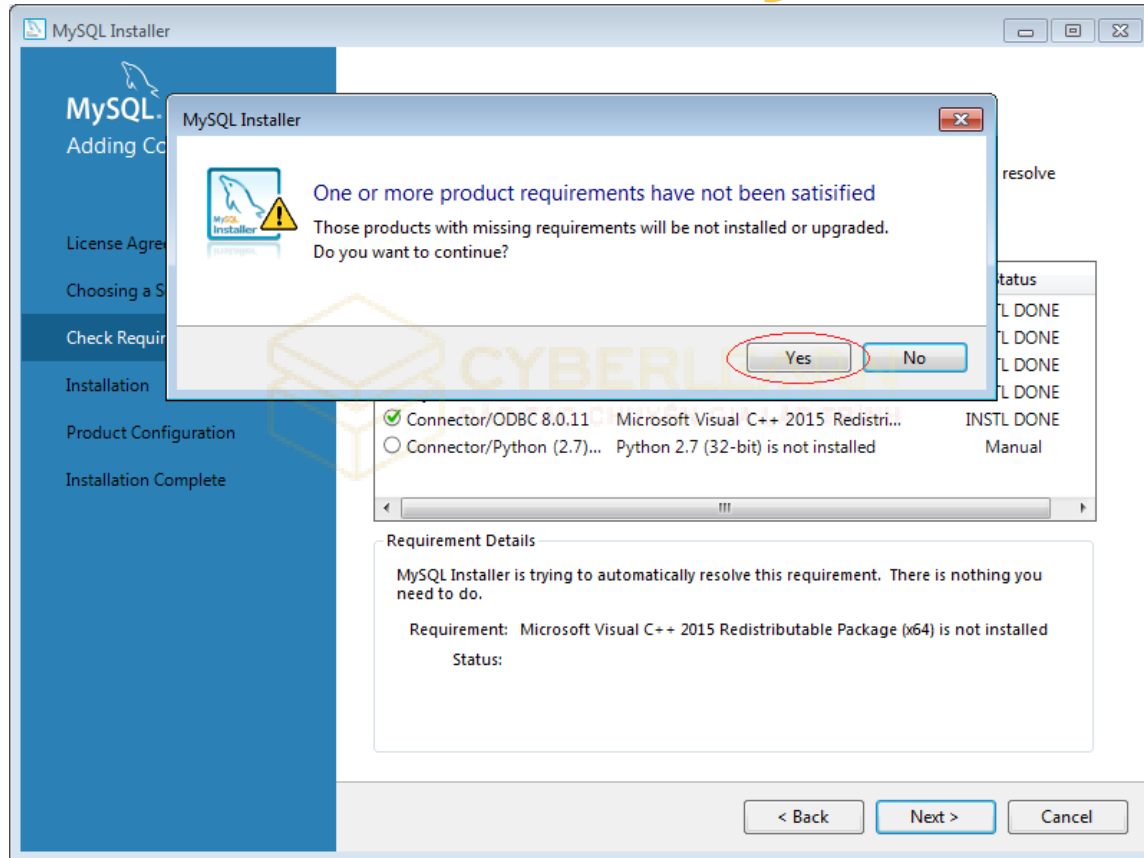 MySQL Installer
MySQL.
Adding Co
resolve
License Agree
Choosing a S
Check Requir
Installation
Product Configuration
Installation Complete
MySQL Installer
MySQL
Installer
One or more product requirements have not been satisified
Those products with missing requirements will be not installed or upgraded.
Do you want to continue?
Yes No
Status
TL DONE
TL DONE
TL DONE
TL DONE
Connector/ODBC 8.0.11 Microsoft Visual C++ 2015 Redistri... INSTL DONE
Connector/Python (2.7)... Python 2.7 (32-bit) is not installed Manual
Requirement Details
MySQL Installer is trying to automatically resolve this requirement. There is nothing you
need to do.
Requirement: Microsoft Visual C++ 2015 Redistributable Package (x64) is not installed
Status:
< Back Next > Cancel